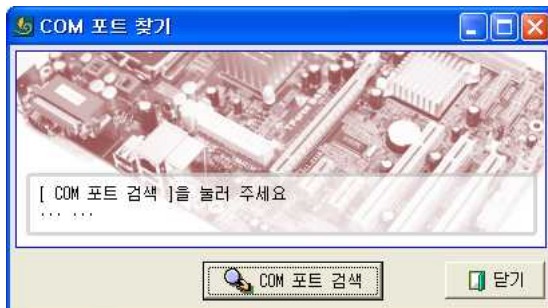 COM 포트 찾기
[ COM 포트 검색 ]을 눌러 주세요
... ...
COM 포트 검색
닫기